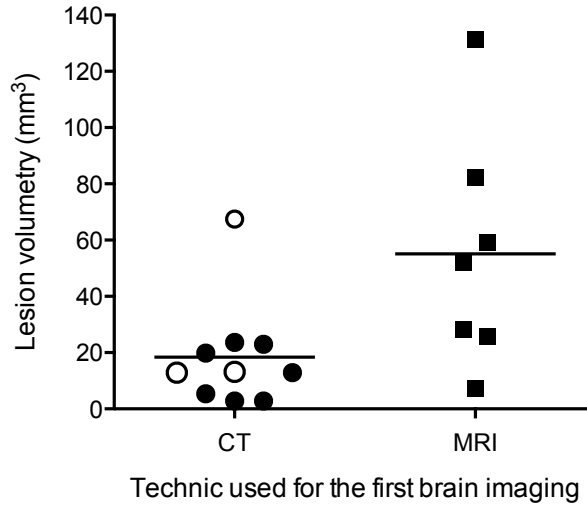 Lesion volumetry (mm³)
140
120
100
80
60
40
20
0
CT MRI
Technic used for the first brain imaging